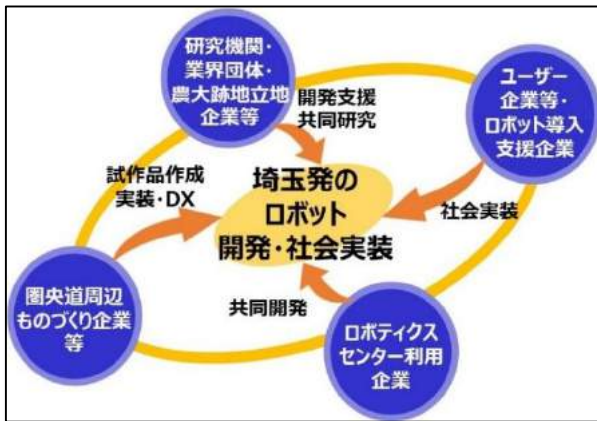 研究機関・
業界団体・
農大跡地立地
企業等
ユーザー
企業等・
ロボット導入
支援企業
開発支援
共同研究
試作品作成
実装・DX
埼玉発の
ロボット
開発・社会実装
社会実装
圏央道周辺
ものづくり企業
等
共同開発
ロボティクス
センター利用
企業